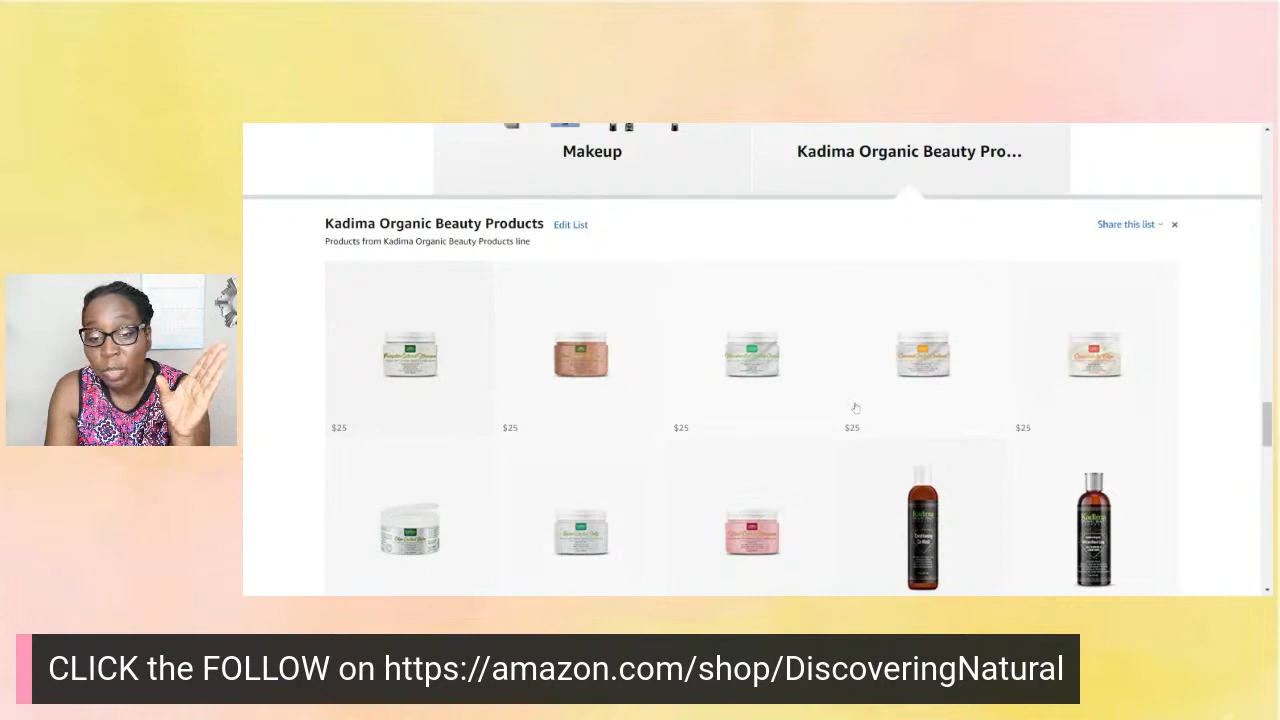 Makeup
Kadima Organic Beauty Pro...
Kadima Organic Beauty Products Edit List
Share this list
Products from Kadima Organic Beauty Products line
$25
$25
$25
$25
$25
Kadima
CLICK the FOLLOW on https://amazon.com/shop/DiscoveringNatural